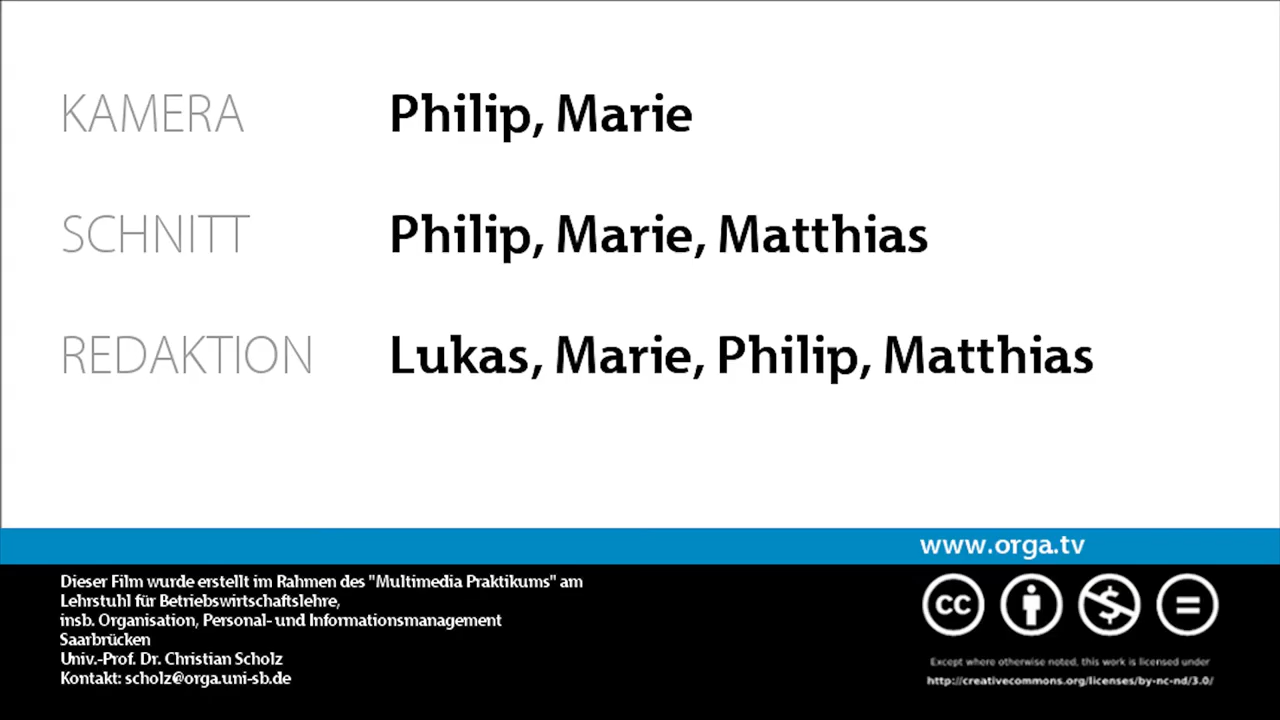 KAMERA Philip, Marie
SCHNITT Philip, Marie, Matthias
REDAKTION Lukas, Marie, Philip, Matthias
www.orga.tv
Dieser Film wurde erstellt im Rahmen des "Multimedia Praktikums" am
Lehrstuhl für Betriebswirtschaftslehre,
insb. Organisation, Personal- und Informationsmanagement
Saarbrücken
Univ.-Prof. Dr. Christian Scholz
Kontakt: scholz@orga.uni-sb.de
cc
Except where otherwise noted, this work is licensed under
http://creativecommons.org/licenses/by-nc-nd/3.0/